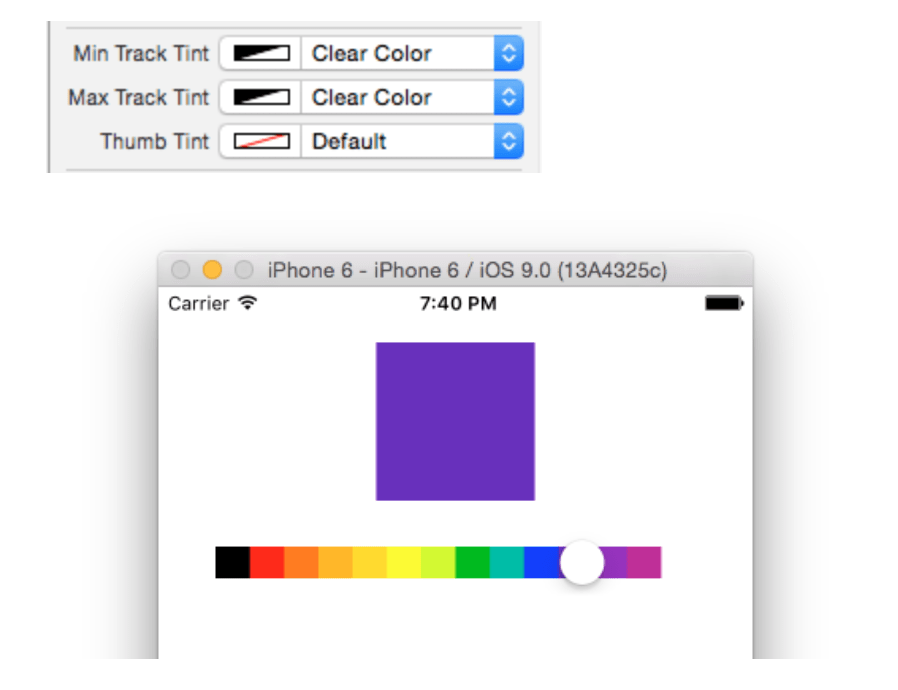 Min Track Tint Clear Color
Max Track Tint Clear Color
Thumb Tint Default
iPhone 6 - iPhone 6 / iOS 9.0 (13A4325c)
Carrier 7:40 PM